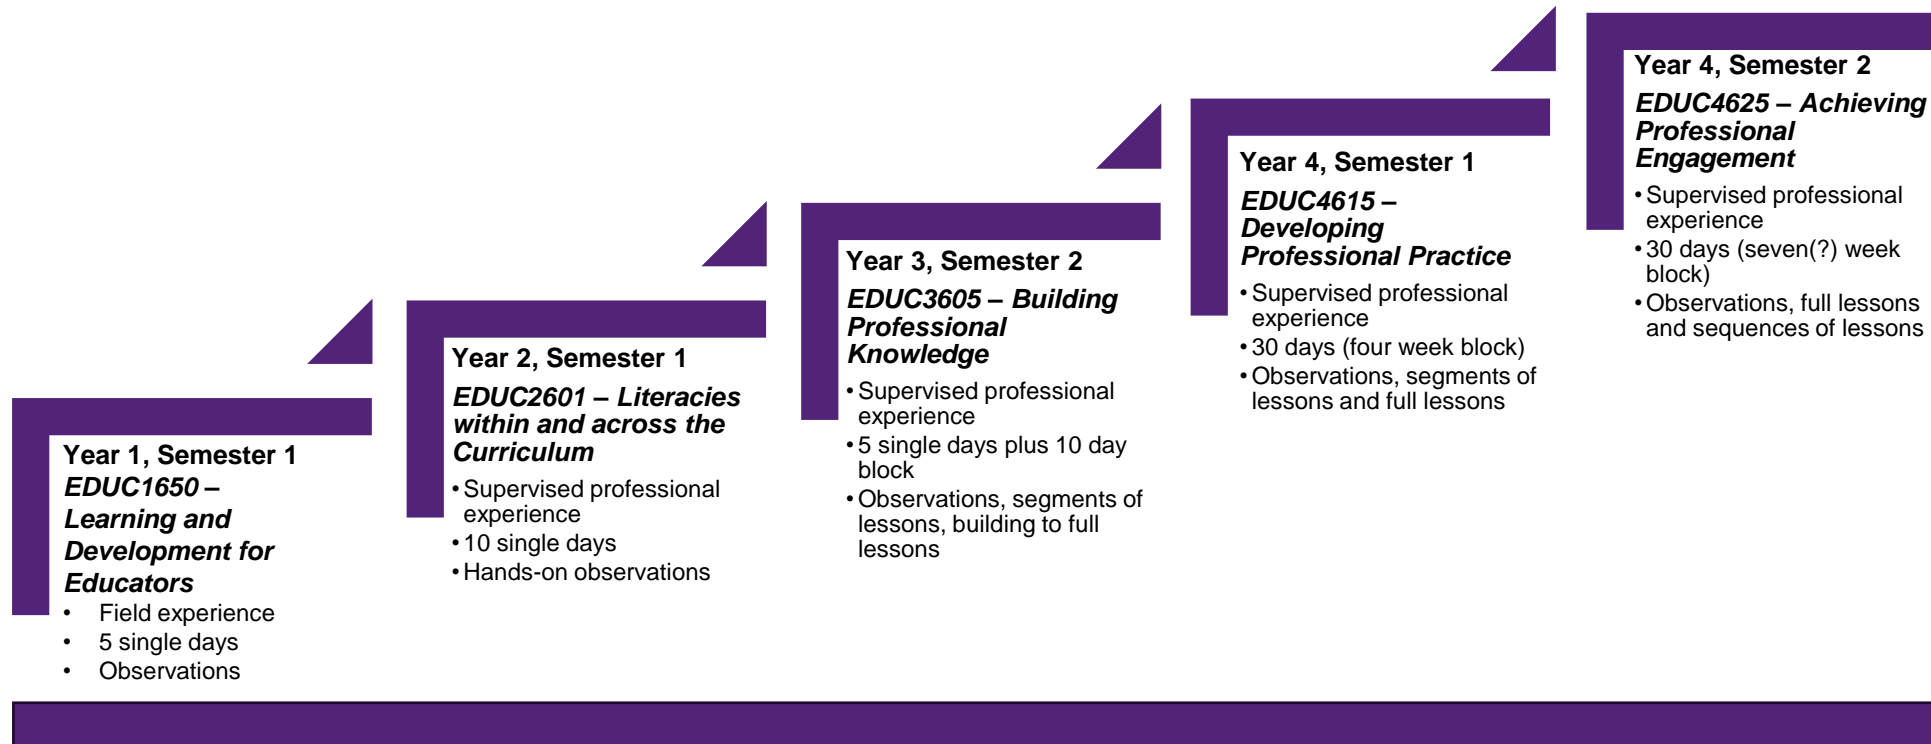 Year 1, Semester 1
EDUC1650 –
Learning and
Development for
Educators
• Field experience
• 5 single days
• Observations
Year 2, Semester 1
EDUC2601 – Literacies
within and across the
Curriculum
• Supervised professional
experience
• 10 single days
• Hands-on observations
Year 3, Semester 2
EDUC3605 – Building
Professional
Knowledge
• Supervised professional
experience
• 5 single days plus 10 day
block
• Observations, segments of
lessons, building to full
lessons
Year 4, Semester 1
EDUC4615 –
Developing
Professional Practice
• Supervised professional
experience
• 30 days (four week block)
• Observations, segments of
lessons and full lessons
Year 4, Semester 2
EDUC4625 – Achieving
Professional
Engagement
• Supervised professional
experience
• 30 days (seven(?) week
block)
• Observations, full lessons
and sequences of lessons